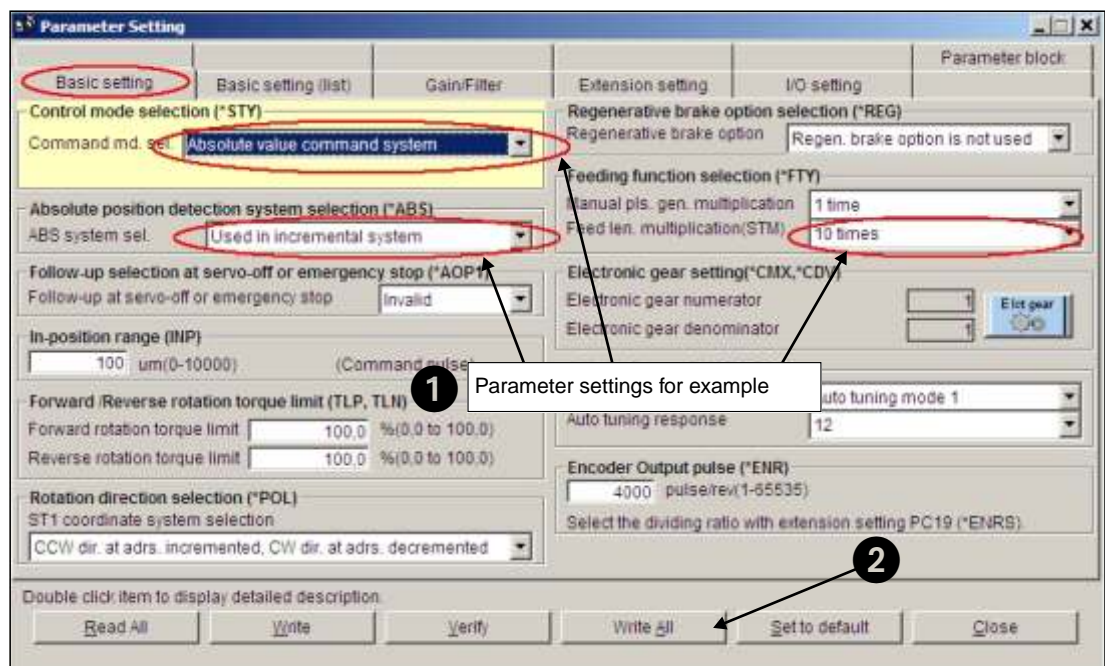 Parameter Setting
Parameter block
Basic setting
Basic setting (list)
Gain/Filter
Extension setting
I/O setting
Control mode selection (*STY)
Command md. sel.
Absolute value command system
Absolute position detection system selection (*ABS)
ABS system sel.
Used in incremental system
Follow-up selection at servo-off or emergency stop (*AOP1)
Follow-up at servo-off or emergency stop
Invalid
In-position range (INP)
100 um(0-10000) (Command pulse)
Forward /Reverse rotation torque limit (TLP, TLN)
Forward rotation torque limit 100.0 %(0.0 to 100.0)
Reverse rotation torque limit 100.0 %(0.0 to 100.0)
Rotation direction selection (*POL)
ST1 coordinate system selection
CCW dir. at adrs. incremented, CW dir. at adrs. decremented
Regenerative brake option selection (*REG)
Regenerative brake option
Regen. brake option is not used
Feeding function selection (*FTY)
Manual pls. gen. multiplication 1 time
Feed len. multiplication(STM) 10 times
Electronic gear setting(*CMX,*CDV)
Electronic gear numerator 1
Electronic gear denominator 1
Elct gear
1
Parameter settings for example
Auto tuning mode 1
Auto tuning response 12
Encoder Output pulse (*ENR)
4000 pulse/rev(1-65535)
Select the dividing ratio with extension setting PC19 (*ENRS).
2
Double click item to display detailed description.
Read All
Write
Verify
Write All
Set to default
Close